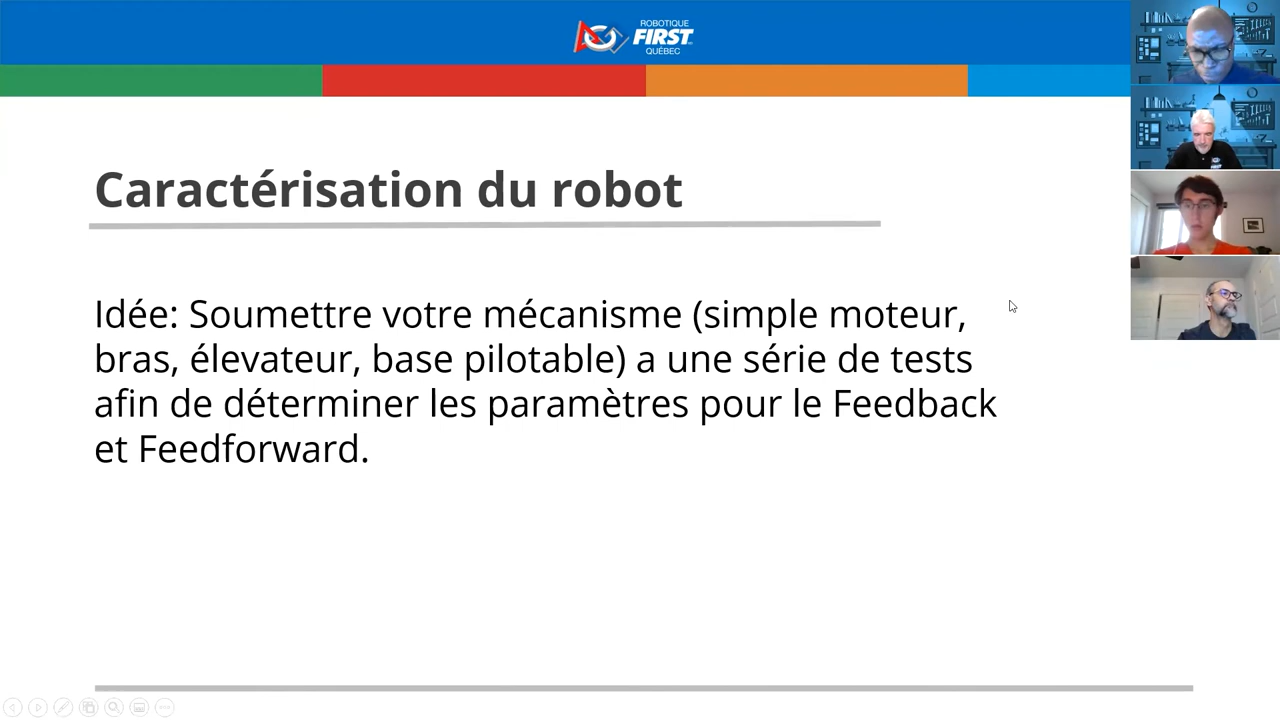 ROBOTIQUE
FIRST
QUÉBEC
Caractérisation du robot
Idée: Soumettre votre mécanisme (simple moteur,
bras, élevateur, base pilotable) a une série de tests
afin de déterminer les paramètres pour le Feedback
et Feedforward.